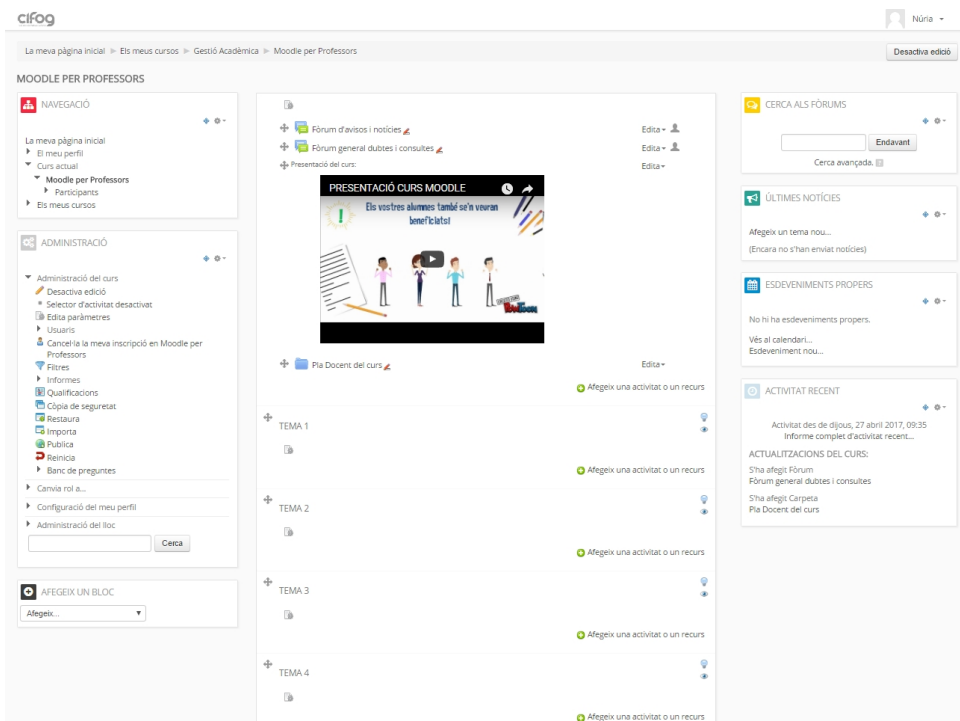 cifog
Núria
La meva pàgina inicial ▶ Els meus cursos ▶ Gestió Acadèmica ▶ Moodle per Professors
Desactiva edició
MOODLE PER PROFESSORS
NAVEGACIÓ
La meva pàgina inicial
El meu perfil
Curs actual
Moodle per Professors
Participants
Els meus cursos
ADMINISTRACIÓ
Administració del curs
Desactiva edició
Selector d'activitat desactivat
Edita paràmetres
Usuaris
Cancel·la la meva inscripció en Moodle per
Professors
Filtres
Informes
Qualificacions
Còpia de seguretat
Restaura
Importa
Publica
Reinicia
Banc de preguntes
Canvia rol a...
Configuració del meu perfil
Administració del lloc
Cerca
AFEGEIX UN BLOC
Afegeix...
Fòrum d'avisos i notícies
Edita
Fòrum general dubtes i consultes
Edita
Presentació del curs:
Edita
PRESENTACIÓ CURS MOODLE
Els vostres alumnes també se'n veuran
beneficiats!
PowToon
Pla Docent del curs
Edita
Afegeix una activitat o un recurs
TEMA 1
Afegeix una activitat o un recurs
TEMA 2
Afegeix una activitat o un recurs
TEMA 3
Afegeix una activitat o un recurs
TEMA 4
Afegeix una activitat o un recurs
CERCA ALS FÒRUMS
Endavant
Cerca avançada. ?
ÚLTIMES NOTÍCIES
Afegeix un tema nou...
(Encara no s'han enviat notícies)
ESDEVENIMENTS PROPERS
No hi ha esdeveniments propers.
Vés al calendari...
Esdeveniment nou...
ACTIVITAT RECENT
Activitat des de dijous, 27 abril 2017, 09:35
Informe complet d'activitat recent...
ACTUALITZACIONS DEL CURS:
S'ha afegit Fòrum
Fòrum general dubtes i consultes
S'ha afegit Carpeta
Pla Docent del curs